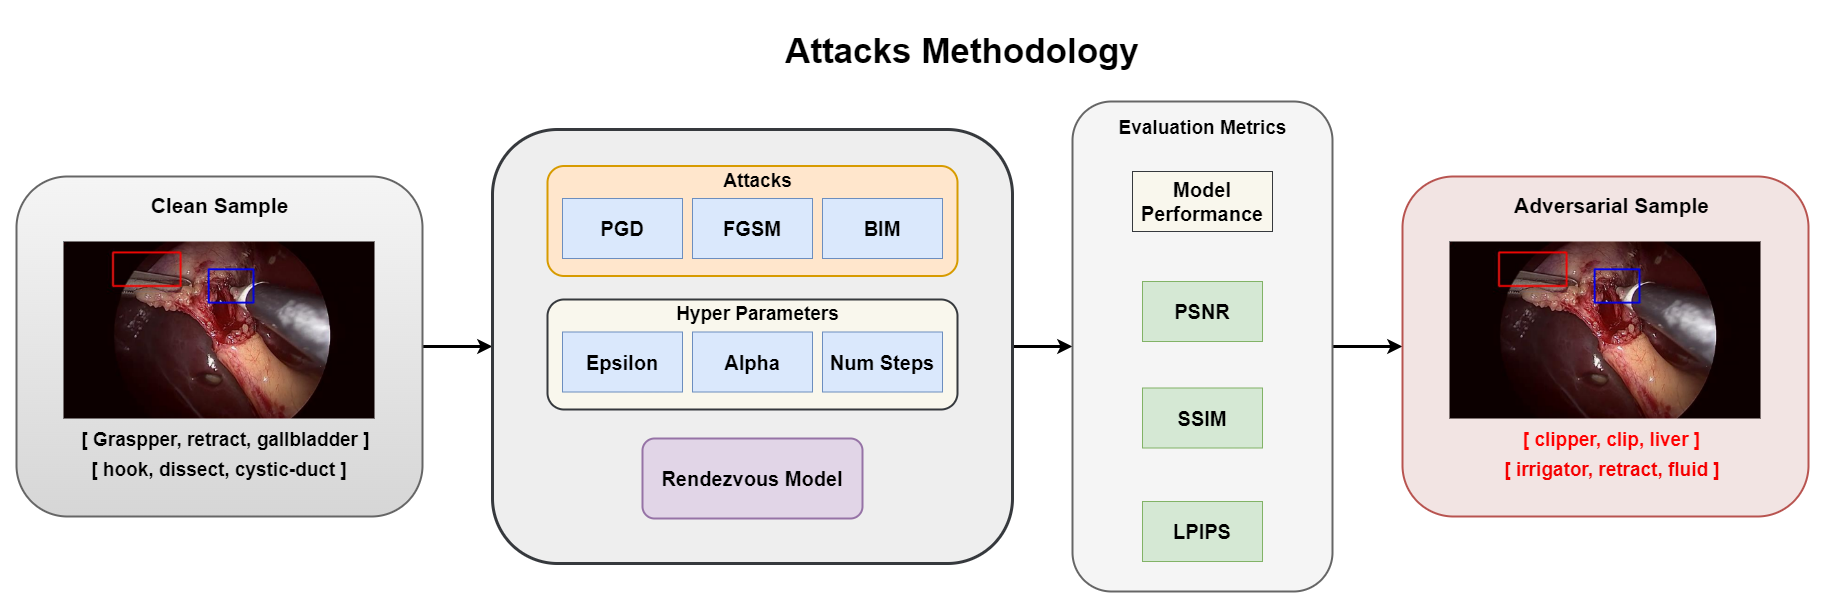 Attacks Methodology
Clean Sample
[ Graspper, retract, gallbladder ]
[ hook, dissect, cystic-duct ]
Attacks
PGD
FGSM
BIM
Hyper Parameters
Epsilon
Alpha
Num Steps
Rendezvous Model
Evaluation Metrics
Model
Performance
PSNR
SSIM
LPIPS
Adversarial Sample
[ clipper, clip, liver ]
[ irrigator, retract, fluid ]